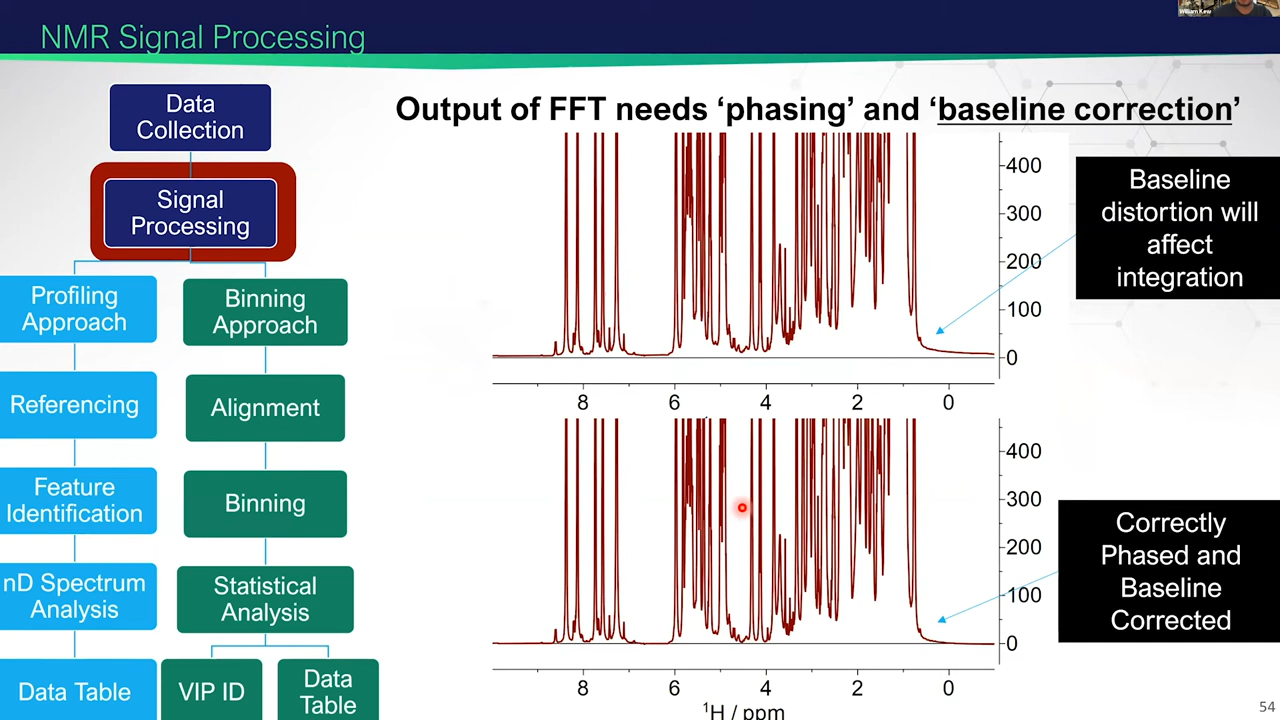 William Kew
NMR Signal Processing
Data
Collection
Signal
Processing
Profiling
Approach
Binning
Approach
Referencing
Alignment
Feature
Identification
Binning
nD Spectrum
Analysis
Statistical
Analysis
Data Table
VIP ID
Data
Table
Output of FFT needs ‘phasing’ and ‘baseline correction’
400
300
200
100
0
8 6 4 2 0
Baseline
distortion will
affect
integration
400
300
200
100
0
8 6 4 2 0
¹H / ppm
Correctly
Phased and
Baseline
Corrected
54